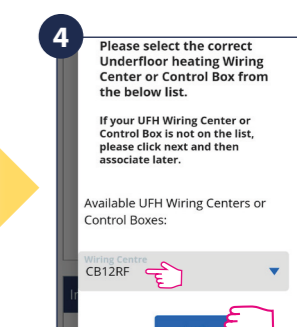 4
Please select the correct
Underfloor heating Wiring
Center or Control Box from
the below list.
If your UFH Wiring Center or
Control Box is not on the list,
please click next and then
associate later.
Available UFH Wiring Centers or
Control Boxes:
Wiring Centre
CB12RF
In